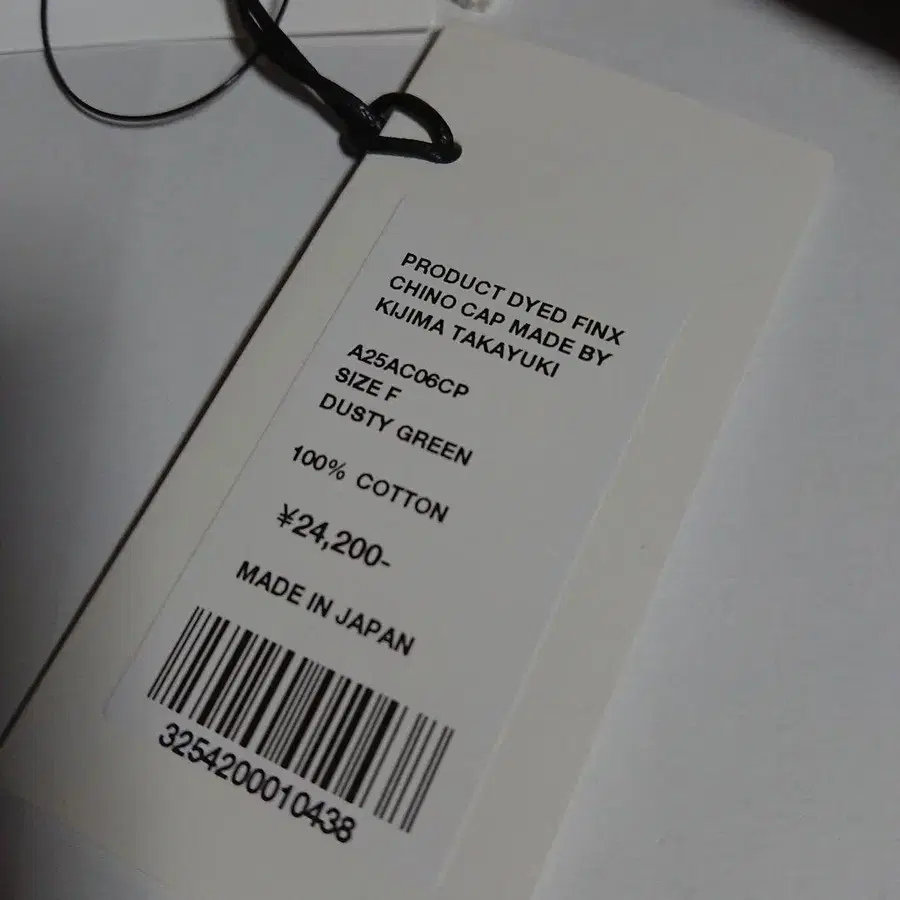 PRODUCT DYED FINX
CHINO CAP MADE BY
KIJIMA TAKAYUKI
A25AC06CP
SIZE F
DUSTY GREEN
100% COTTON
¥24,200-
MADE IN JAPAN
3254200010438